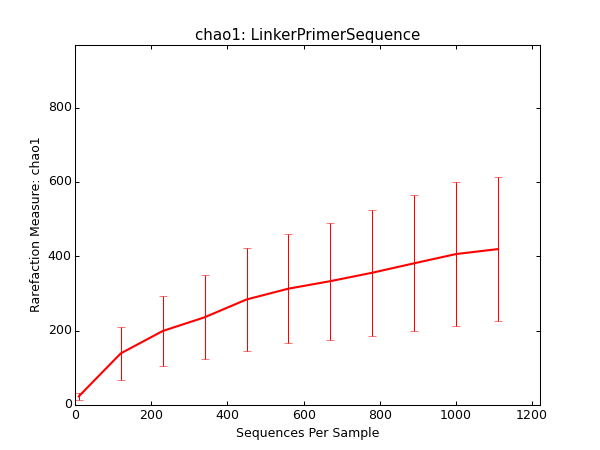 chao1: LinkerPrimerSequence
Rarefaction Measure: chao1
800
600
400
200
0
0 200 400 600 800 1000 1200
Sequences Per Sample